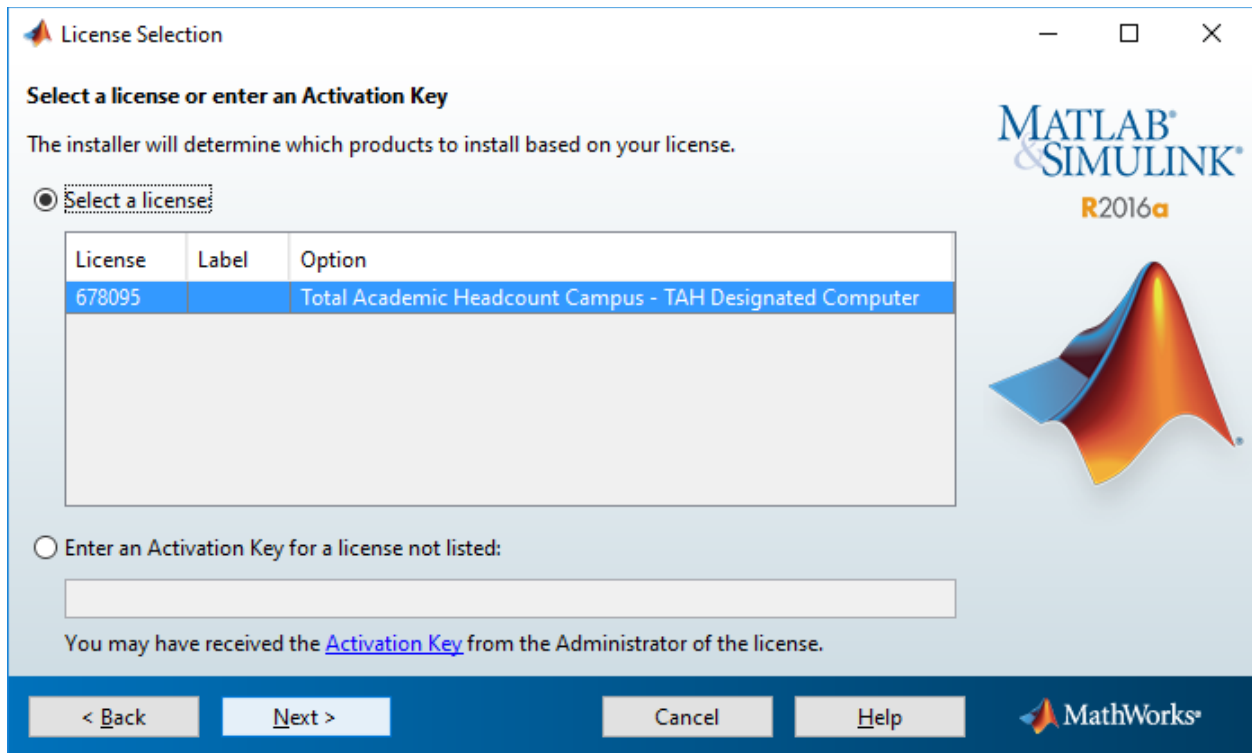 License Selection
Select a license or enter an Activation Key
The installer will determine which products to install based on your license.
MATLAB®
&SIMULINK®
R2016a
Select a license:
License Label Option
678095 Total Academic Headcount Campus - TAH Designated Computer
Enter an Activation Key for a license not listed:
You may have received the Activation Key from the Administrator of the license.
< Back Next > Cancel Help MathWorks®